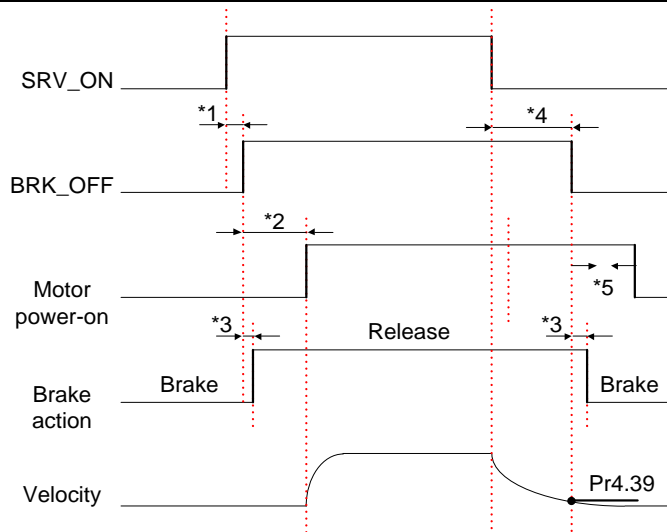 SRV_ON
*1
*4
BRK_OFF
*2
Motor
power-on
*5
*3
Release
*3
Brake
action
Brake
Brake
Velocity
Pr4.39